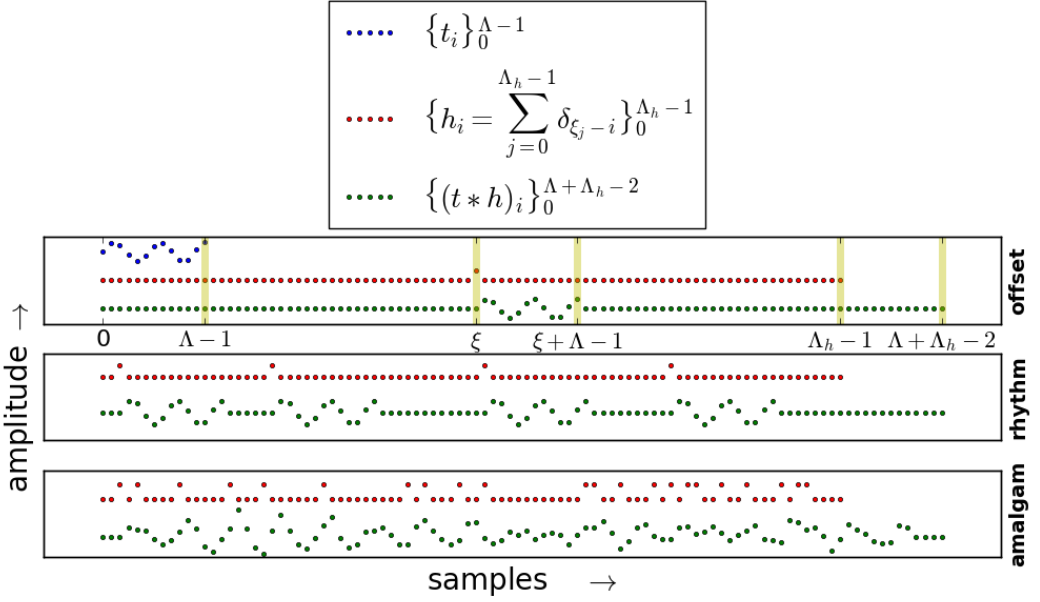 {t_i}_0^{Λ−1}
{h_i = ∑_{j=0}^{Λ_h−1} δ_{ξ_j−i}}_0^{Λ_h−1}
{(t∗h)_i}_0^{Λ+Λ_h−2}
offset
0 Λ−1 ξ ξ+Λ−1 Λ_h−1 Λ+Λ_h−2
amplitude →
rhythm
amalgam
samples →